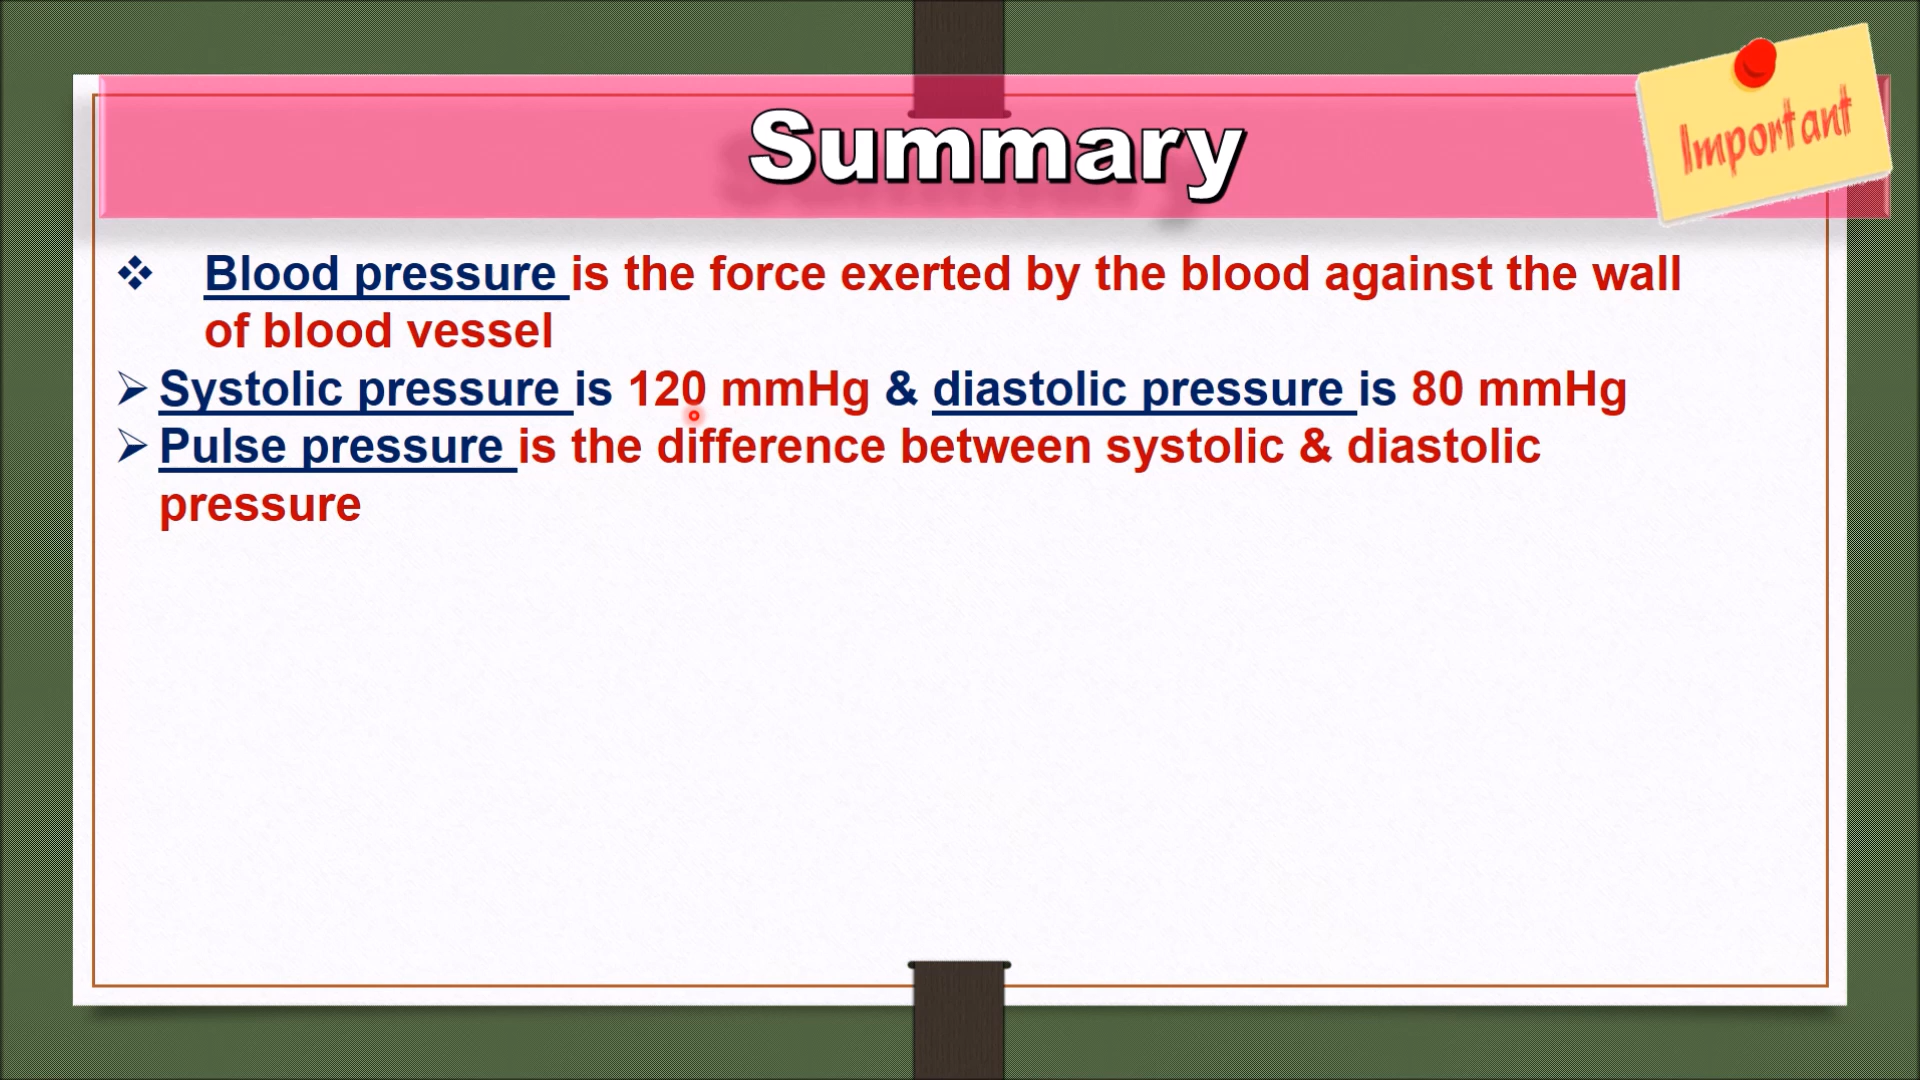 Summary
Important
❖ Blood pressure is the force exerted by the blood against the wall
of blood vessel
➢ Systolic pressure is 120 mmHg & diastolic pressure is 80 mmHg
➢ Pulse pressure is the difference between systolic & diastolic
pressure